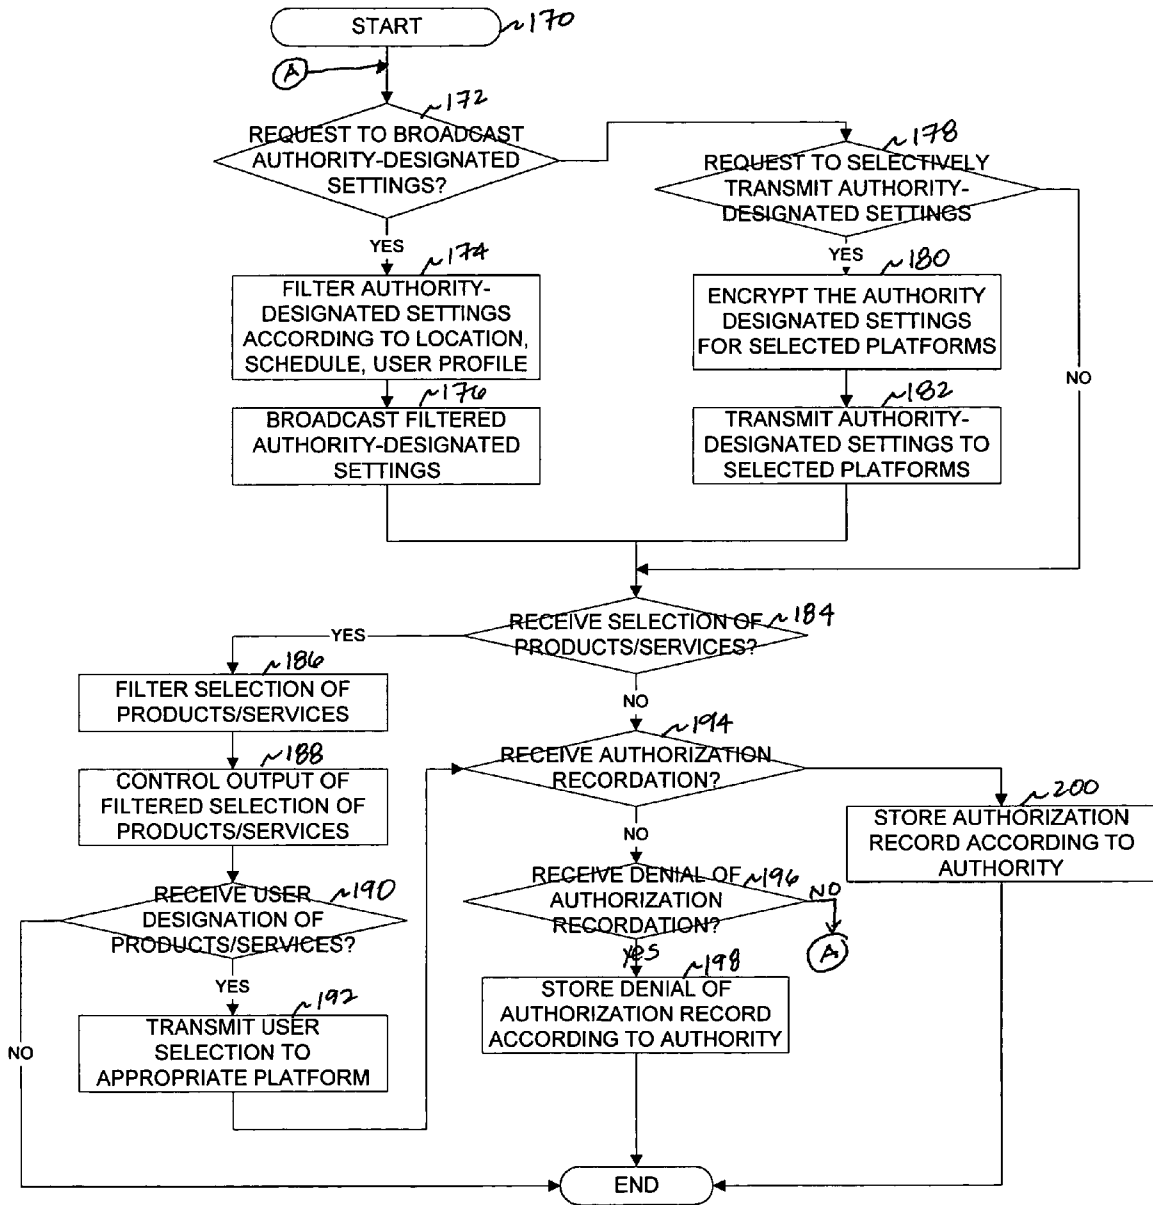 START
~170
A
~172
REQUEST TO BROADCAST
AUTHORITY-DESIGNATED
SETTINGS?
~178
REQUEST TO SELECTIVELY
TRANSMIT AUTHORITY-
DESIGNATED SETTINGS
YES
~174
FILTER AUTHORITY-
DESIGNATED SETTINGS
ACCORDING TO LOCATION,
SCHEDULE, USER PROFILE
YES
~180
ENCRYPT THE AUTHORITY
DESIGNATED SETTINGS
FOR SELECTED PLATFORMS
NO
~176
BROADCAST FILTERED
AUTHORITY-DESIGNATED
SETTINGS
~182
TRANSMIT AUTHORITY-
DESIGNATED SETTINGS TO
SELECTED PLATFORMS
RECEIVE SELECTION OF
PRODUCTS/SERVICES?
~184
YES
~186
FILTER SELECTION OF
PRODUCTS/SERVICES
NO
~188
CONTROL OUTPUT OF
FILTERED SELECTION OF
PRODUCTS/SERVICES
~194
RECEIVE AUTHORIZATION
RECORDATION?
~200
STORE AUTHORIZATION
RECORD ACCORDING TO
AUTHORITY
NO
RECEIVE USER
DESIGNATION OF
PRODUCTS/SERVICES?
~190
RECEIVE DENIAL OF
AUTHORIZATION
RECORDATION?
~196
NO
A
YES
yes
~198
STORE DENIAL OF
AUTHORIZATION RECORD
ACCORDING TO AUTHORITY
~192
TRANSMIT USER
SELECTION TO
APPROPRIATE PLATFORM
NO
END